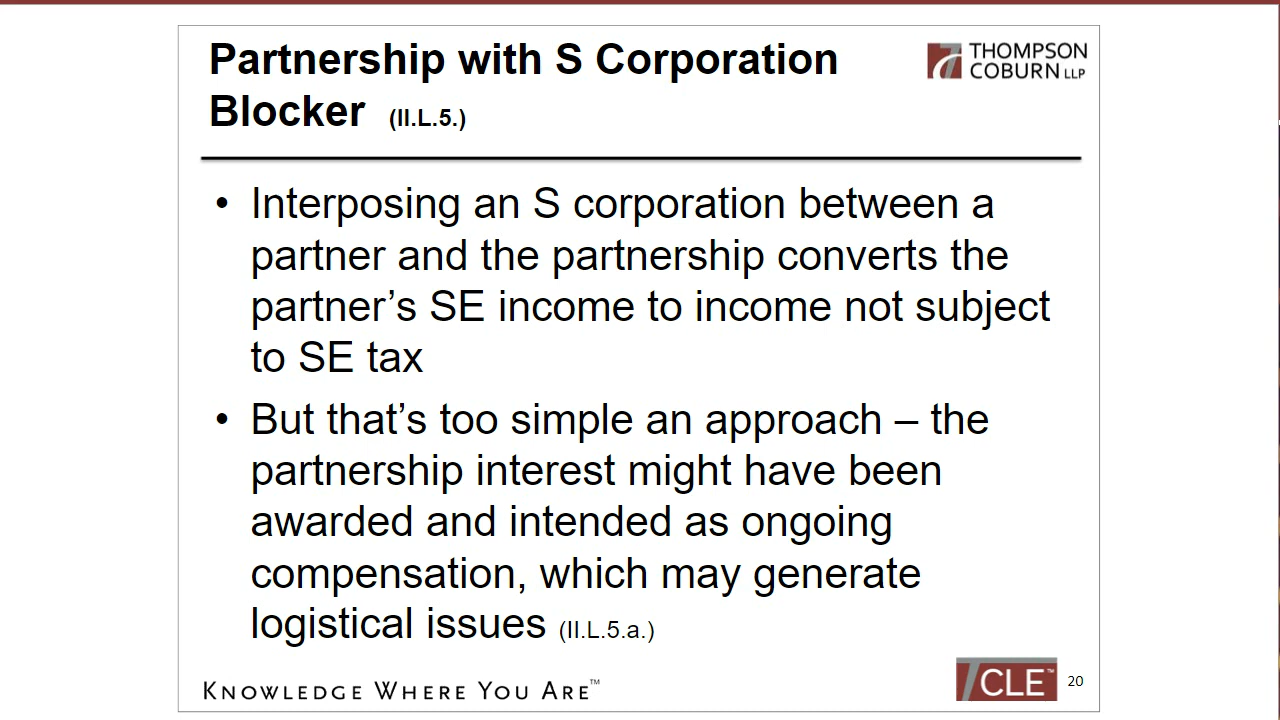 Partnership with S Corporation
Blocker (II.L.5.)
THOMPSON
COBURN LLP
• Interposing an S corporation between a
partner and the partnership converts the
partner’s SE income to income not subject
to SE tax
• But that’s too simple an approach – the
partnership interest might have been
awarded and intended as ongoing
compensation, which may generate
logistical issues (II.L.5.a.)
KNOWLEDGE WHERE YOU ARE™
TCLE™
20